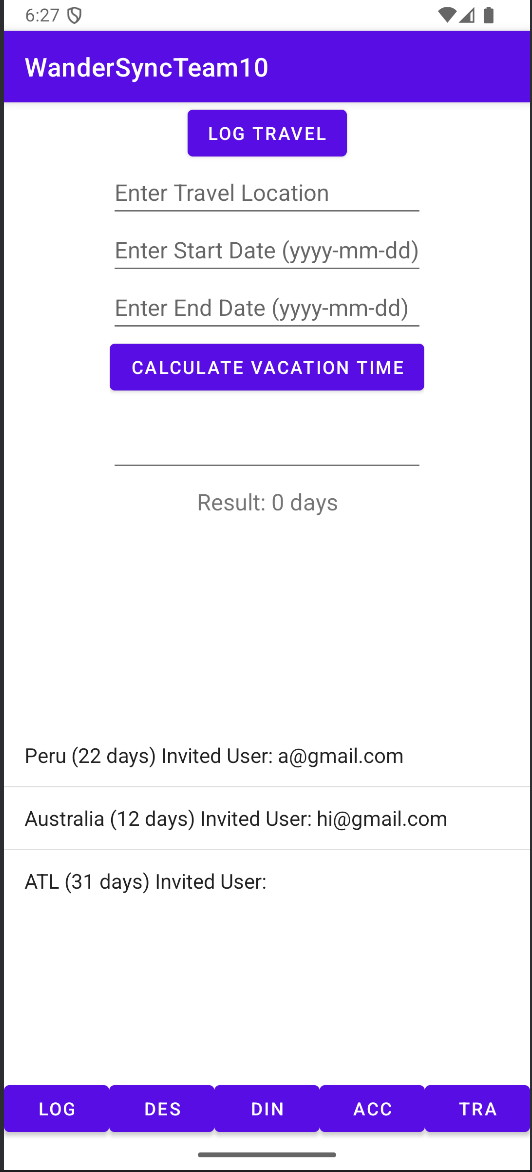 6:27
WanderSyncTeam10
LOG TRAVEL
Enter Travel Location
Enter Start Date (yyyy-mm-dd)
Enter End Date (yyyy-mm-dd)
CALCULATE VACATION TIME
Result: 0 days
Peru (22 days) Invited User: a@gmail.com
Australia (12 days) Invited User: hi@gmail.com
ATL (31 days) Invited User:
LOG DES DIN ACC TRA